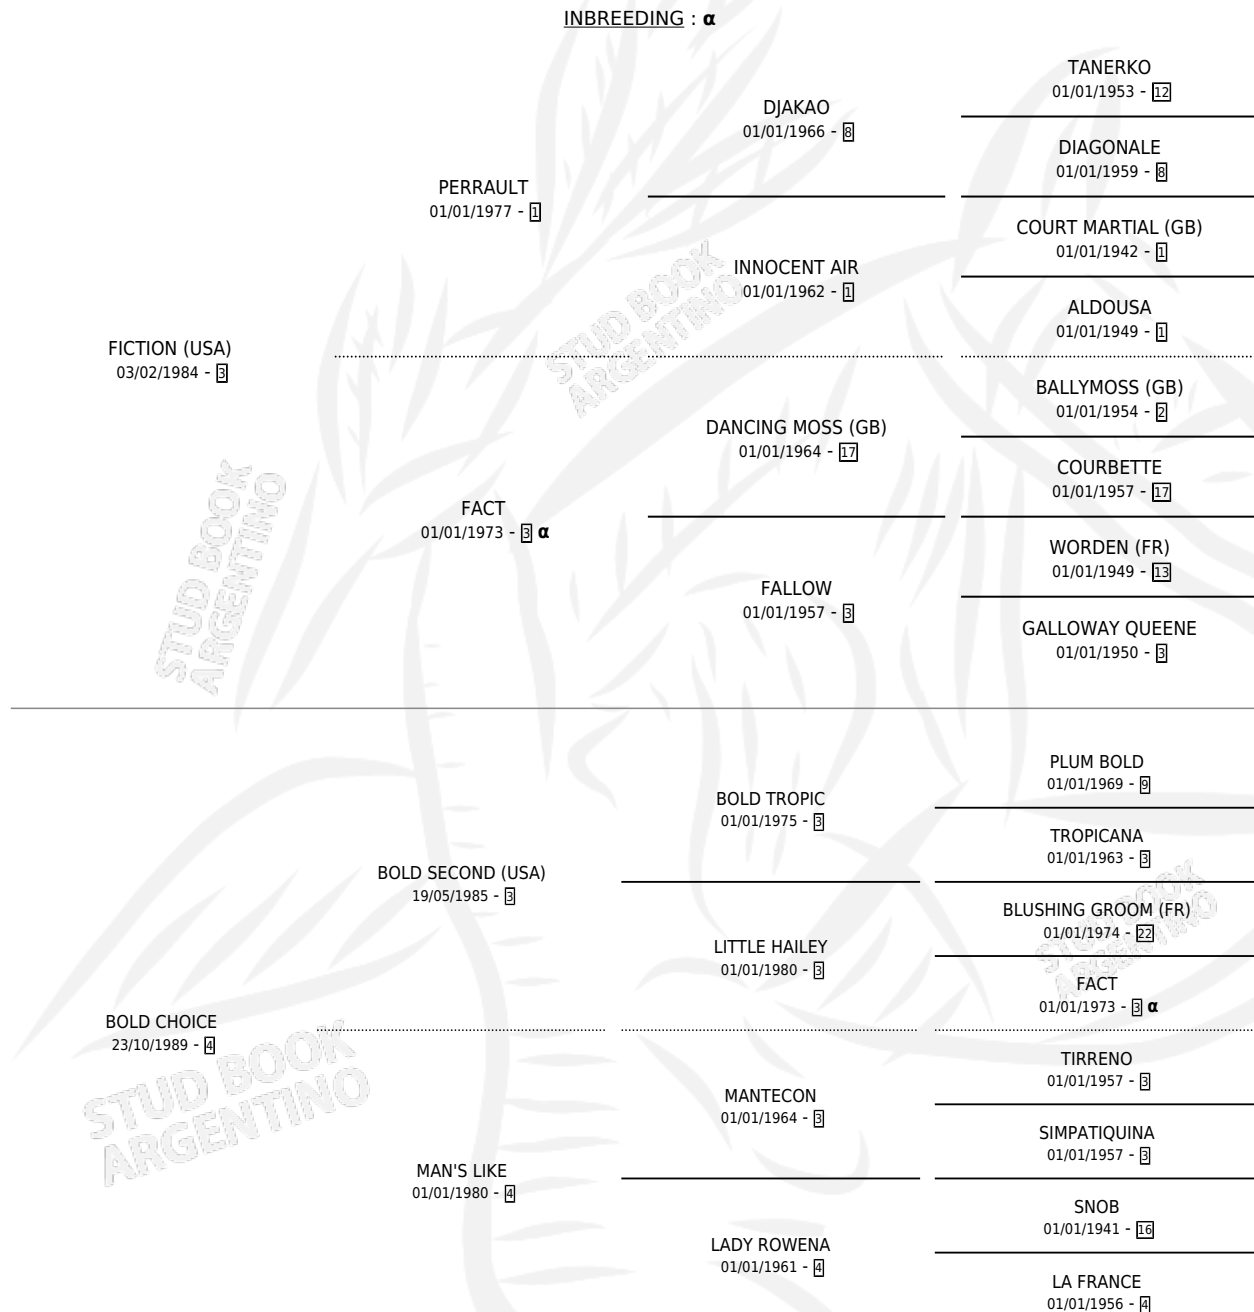 INBREEDING : α
TANERKO
01/01/1953 - 12
DJAKAO
01/01/1966 - 8
DIAGONALE
01/01/1959 - 8
PERRAULT
01/01/1977 - 1
COURT MARTIAL (GB)
01/01/1942 - 1
INNOCENT AIR
01/01/1962 - 1
ALDOUSA
01/01/1949 - 1
FICTION (USA)
03/02/1984 - 3
BALLYMOSS (GB)
01/01/1954 - 2
DANCING MOSS (GB)
01/01/1964 - 17
COURBETTE
01/01/1957 - 17
FACT
01/01/1973 - 3 α
WORDEN (FR)
01/01/1949 - 13
FALLOW
01/01/1957 - 3
GALLOWAY QUEENE
01/01/1950 - 3
PLUM BOLD
01/01/1969 - 9
BOLD TROPIC
01/01/1975 - 3
TROPICANA
01/01/1963 - 3
BOLD SECOND (USA)
19/05/1985 - 3
BLUSHING GROOM (FR)
01/01/1974 - 22
LITTLE HAILEY
01/01/1980 - 3
FACT
01/01/1973 - 3 α
BOLD CHOICE
23/10/1989 - 4
TIRRENO
01/01/1957 - 3
MANTECON
01/01/1964 - 3
SIMPATIQUINA
01/01/1957 - 3
MAN'S LIKE
01/01/1980 - 4
SNOB
01/01/1941 - 16
LADY ROWENA
01/01/1961 - 4
LA FRANCE
01/01/1956 - 4
STUD BOOK
ARGENTINO
STUD BOOK
ARGENTINO
STUD BOOK
ARGENTINO
STUD BOOK
ARGENTINO